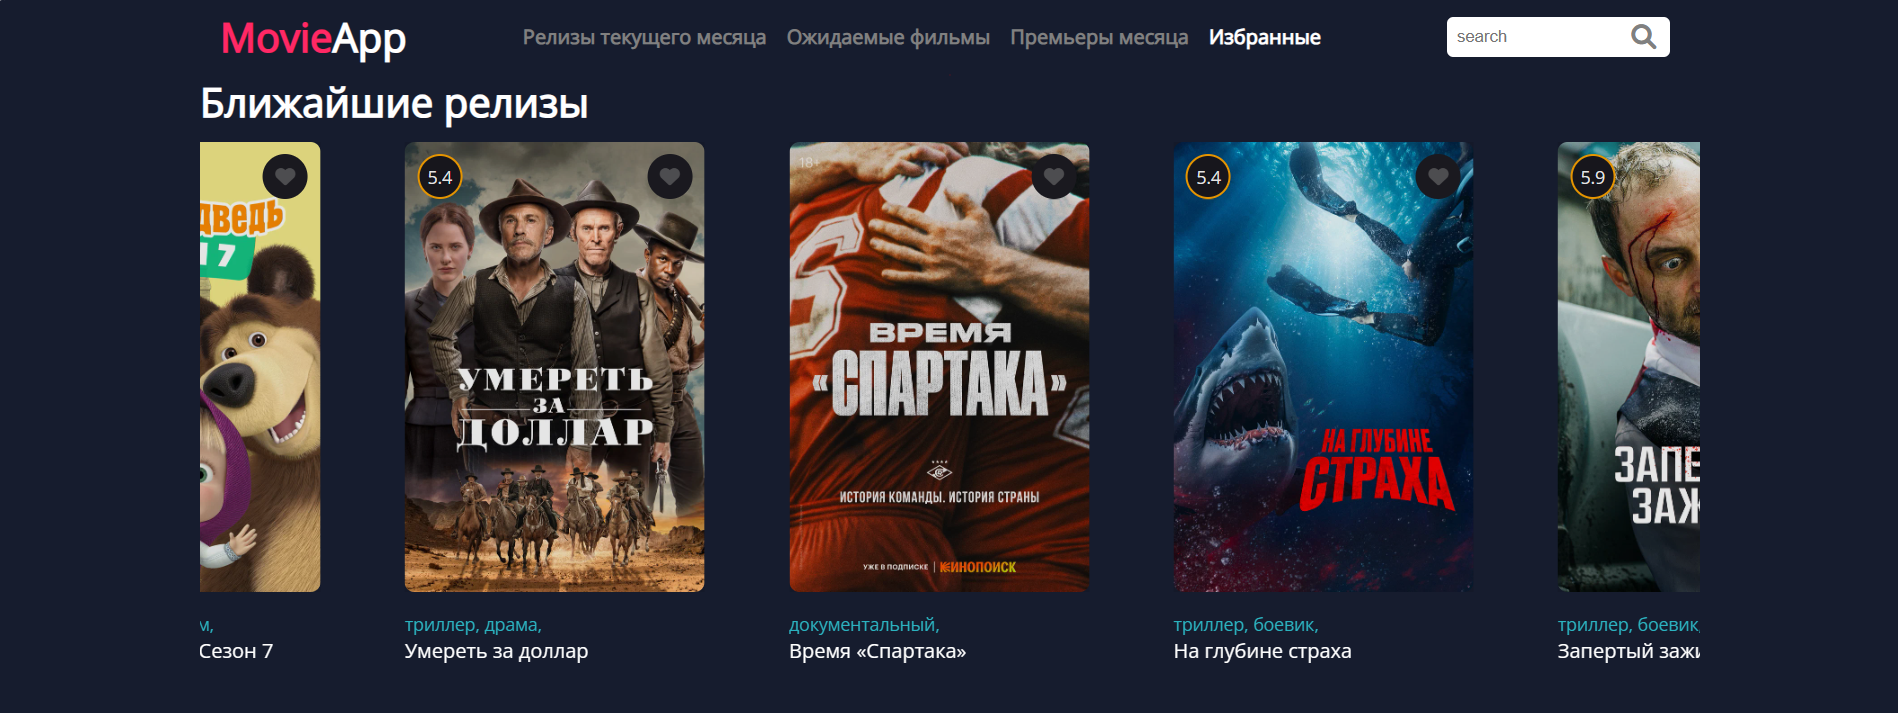 MovieApp
Релизы текущего месяца Ожидаемые фильмы Премьеры месяца Избранные
search
Ближайшие релизы
17
м,
Сезон 7
5.4
УМЕРЕТЬ
ЗА
ДОЛЛАР
триллер, драма,
Умереть за доллар
18+
ВРЕМЯ
«СПАРТАКА»
ИСТОРИЯ КОМАНДЫ. ИСТОРИЯ СТРАНЫ
УЖЕ В ПОДПИСКЕ | КИНОПОИСК
документальный,
Время «Спартака»
5.4
НА ГЛУБИНЕ
СТРАХА
триллер, боевик,
На глубине страха
5.9
ЗАПЕ
ЗАЖ
триллер, боевик,
Запертый зажи